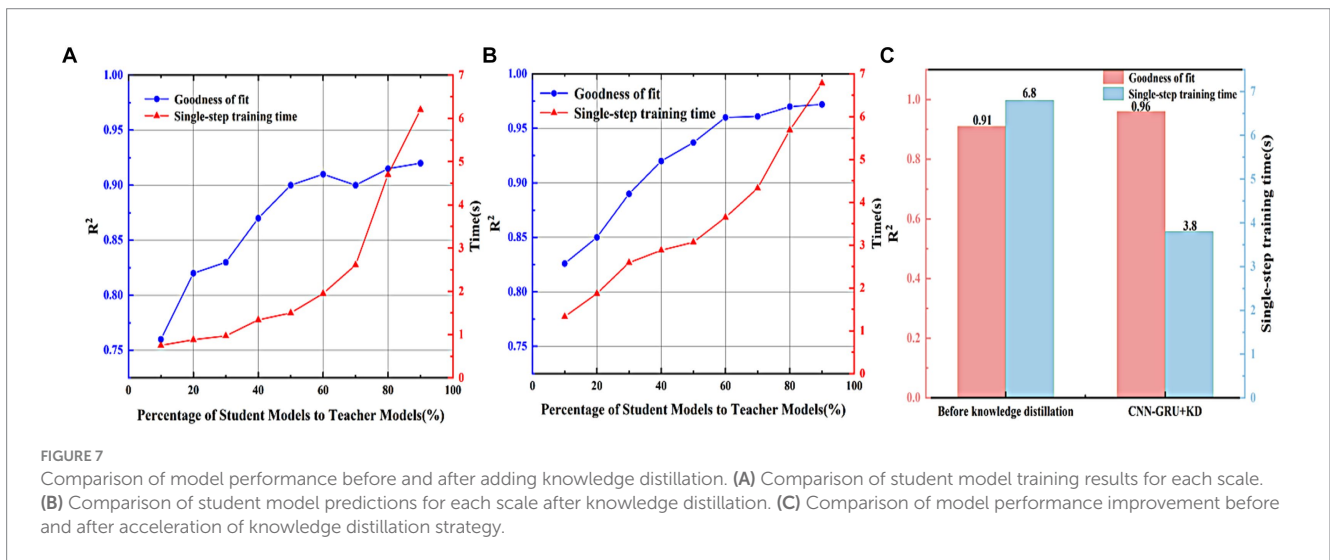 A
1.00
0.95
0.90
0.85
0.80
0.75
R²
Goodness of fit
Single-step training time
7
6
5
4
3
2
1
0
Time(s)
0 20 40 60 80 100
Percentage of Student Models to Teacher Models(%)
B
1.00
0.95
0.90
0.85
0.80
0.75
R²
Goodness of fit
Single-step training time
7
6
5
4
3
2
1
0
Time(s)
0 20 40 60 80 100
Percentage of Student Models to Teacher Models(%)
C
1.0
0.8
0.6
0.4
0.2
0.0
R²
Goodness of fit
Single-step training time(s)
0.91
6.8
0.96
3.8
7
6
5
4
3
2
1
0
Single-step training time(s)
Before knowledge distillation CNN-GRU+KD
FIGURE 7
Comparison of model performance before and after adding knowledge distillation. (A) Comparison of student model training results for each scale.
(B) Comparison of student model predictions for each scale after knowledge distillation. (C) Comparison of model performance improvement before
and after acceleration of knowledge distillation strategy.